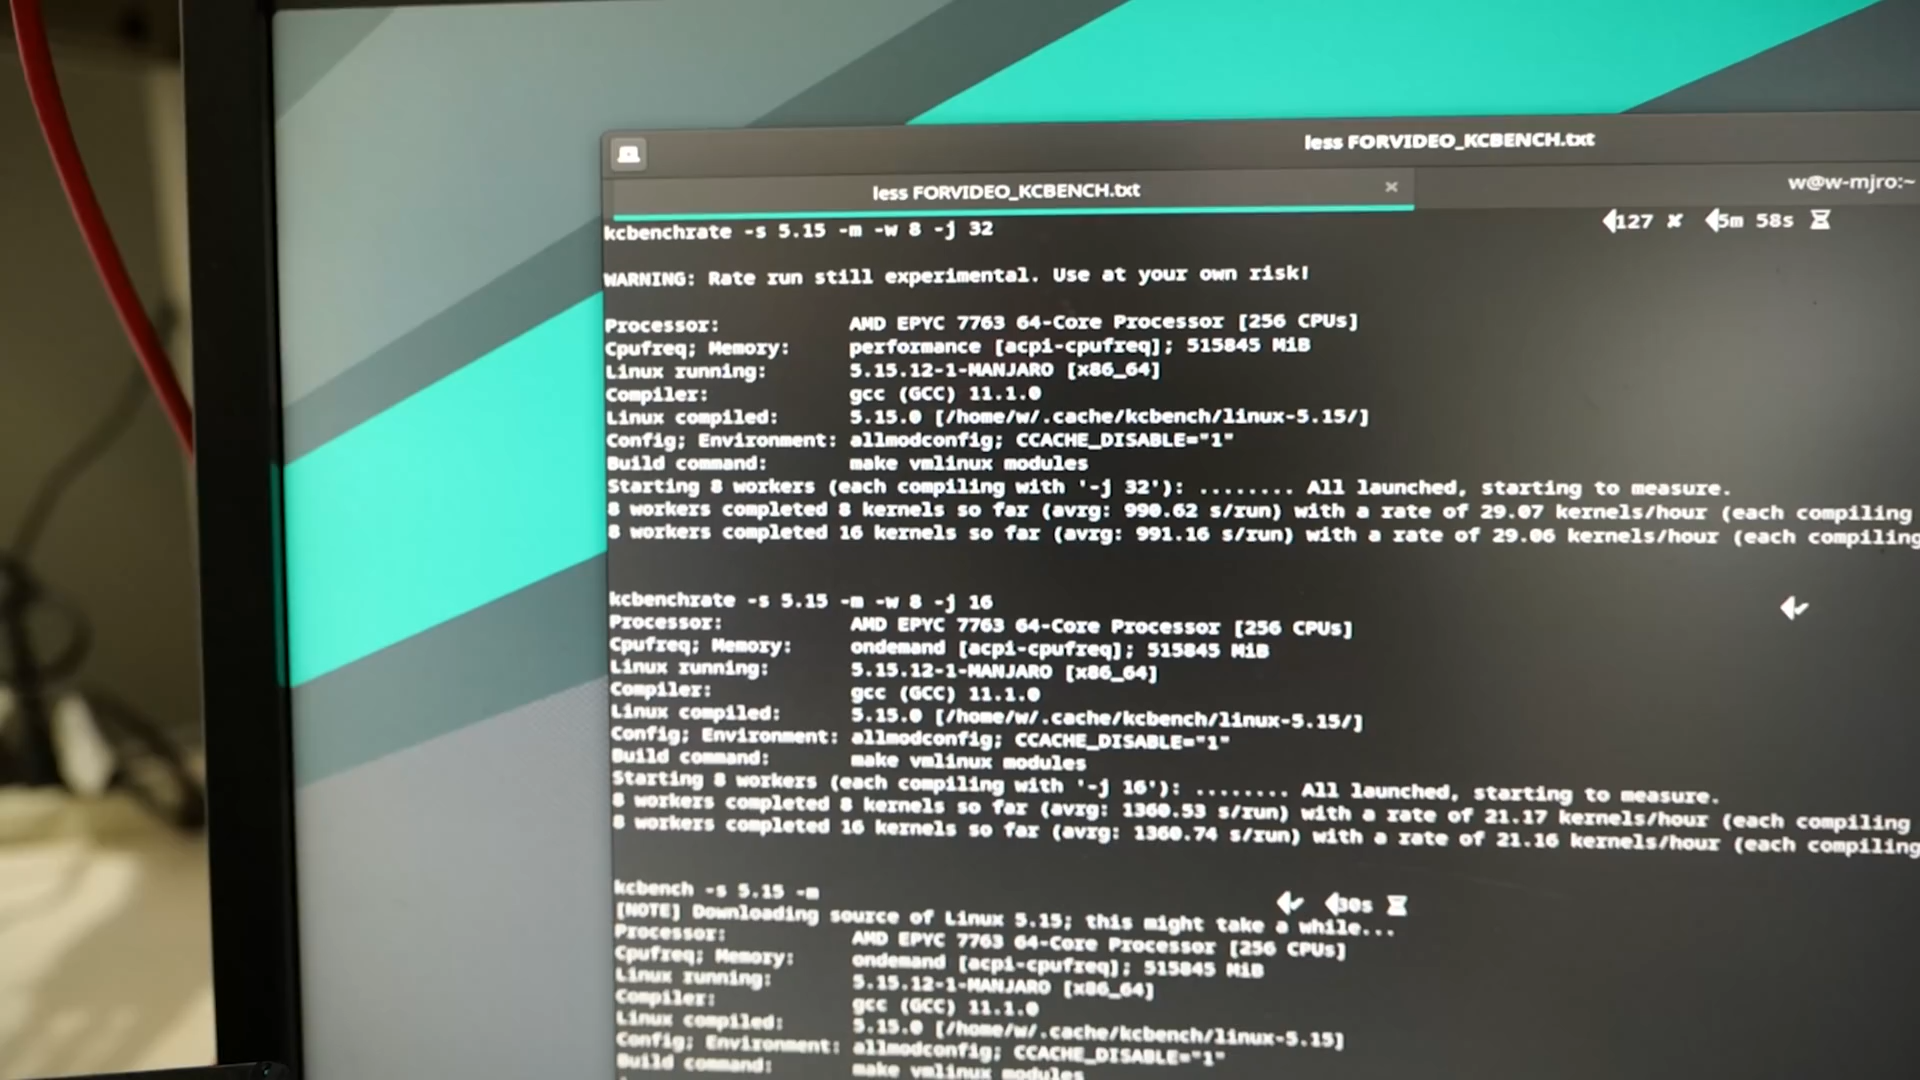 less FORVIDEO_KCBENCH.txt
less FORVIDEO_KCBENCH.txt
w@w-mjro:~
kcbenchrate -s 5.15 -m -w 8 -j 32
127 ✘ 5m 58s
WARNING: Rate run still experimental. Use at your own risk!
Processor: AMD EPYC 7763 64-Core Processor [256 CPUs]
Cpufreq; Memory: performance [acpi-cpufreq]; 515845 MiB
Linux running: 5.15.12-1-MANJARO [x86_64]
Compiler: gcc (GCC) 11.1.0
Linux compiled: 5.15.0 [/home/w/.cache/kcbench/linux-5.15/]
Config; Environment: allmodconfig; CCACHE_DISABLE="1"
Build command: make vmlinux modules
Starting 8 workers (each compiling with '-j 32'): ........ All launched, starting to measure.
8 workers completed 8 kernels so far (avrg: 990.62 s/run) with a rate of 29.07 kernels/hour (each compiling
8 workers completed 16 kernels so far (avrg: 991.16 s/run) with a rate of 29.06 kernels/hour (each compiling
kcbenchrate -s 5.15 -m -w 8 -j 16
Processor: AMD EPYC 7763 64-Core Processor [256 CPUs]
Cpufreq; Memory: ondemand [acpi-cpufreq]; 515845 MiB
Linux running: 5.15.12-1-MANJARO [x86_64]
Compiler: gcc (GCC) 11.1.0
Linux compiled: 5.15.0 [/home/w/.cache/kcbench/linux-5.15/]
Config; Environment: allmodconfig; CCACHE_DISABLE="1"
Build command: make vmlinux modules
Starting 8 workers (each compiling with '-j 16'): ........ All launched, starting to measure.
8 workers completed 8 kernels so far (avrg: 1360.53 s/run) with a rate of 21.17 kernels/hour (each compiling
8 workers completed 16 kernels so far (avrg: 1360.74 s/run) with a rate of 21.16 kernels/hour (each compiling
kcbench -s 5.15 -m
30s
[NOTE] Downloading source of Linux 5.15; this might take a while...
Processor: AMD EPYC 7763 64-Core Processor [256 CPUs]
Cpufreq; Memory: ondemand [acpi-cpufreq]; 515845 MiB
Linux running: 5.15.12-1-MANJARO [x86_64]
Compiler: gcc (GCC) 11.1.0
Linux compiled: 5.15.0 [/home/w/.cache/kcbench/linux-5.15]
Config; Environment: allmodconfig; CCACHE_DISABLE="1"
Build command: make vmlinux modules